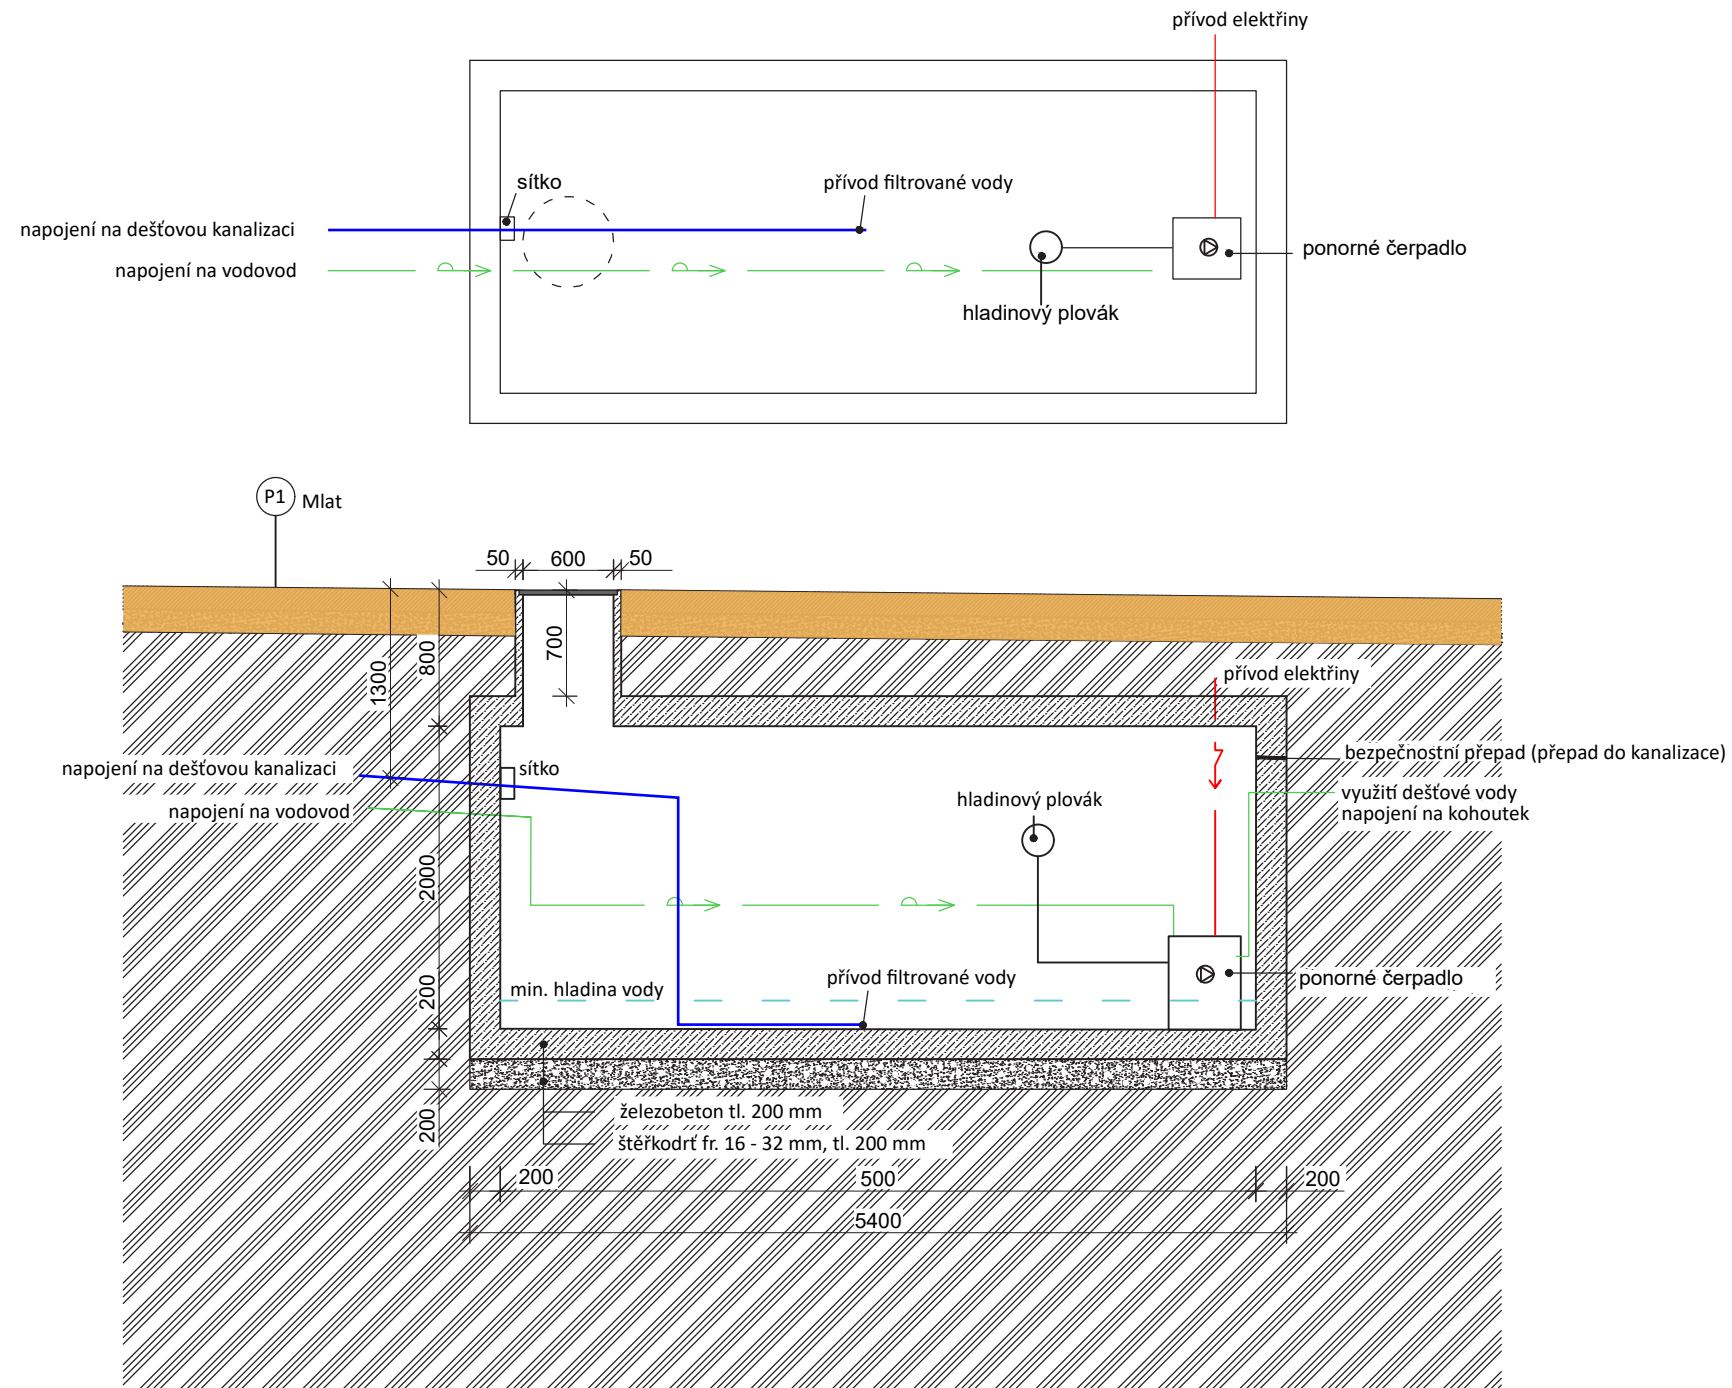 přívod elektřiny
sítko
přívod filtrované vody
napojení na dešťovou kanalizaci
napojení na vodovod
ponorné čerpadlo
hladinový plovák
P1 Mlat
50 600 50
700
800
1300
přívod elektřiny
bezpečnostní přepad (přepad do kanalizace)
napojení na dešťovou kanalizaci
sítko
napojení na vodovod
hladinový plovák
využití dešťové vody
napojení na kohoutek
2000
min. hladina vody
přívod filtrované vody
ponorné čerpadlo
200
200
železobeton tl. 200 mm
štěrkodrť fr. 16 - 32 mm, tl. 200 mm
200 500 200
5400